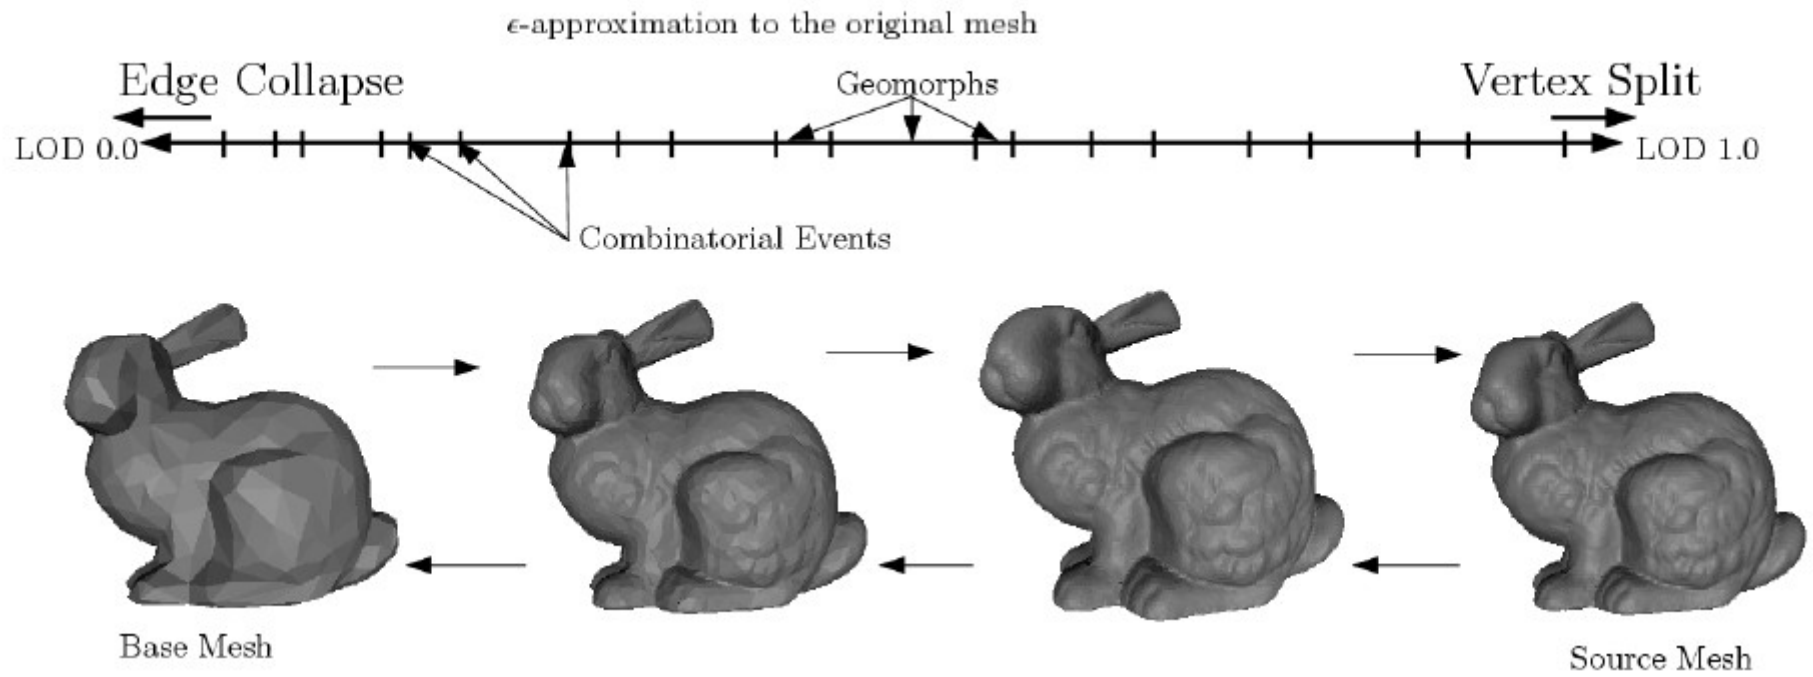 ϵ-approximation to the original mesh
Edge Collapse
Geomorphs
Vertex Split
LOD 0.0
LOD 1.0
Combinatorial Events
Base Mesh
Source Mesh